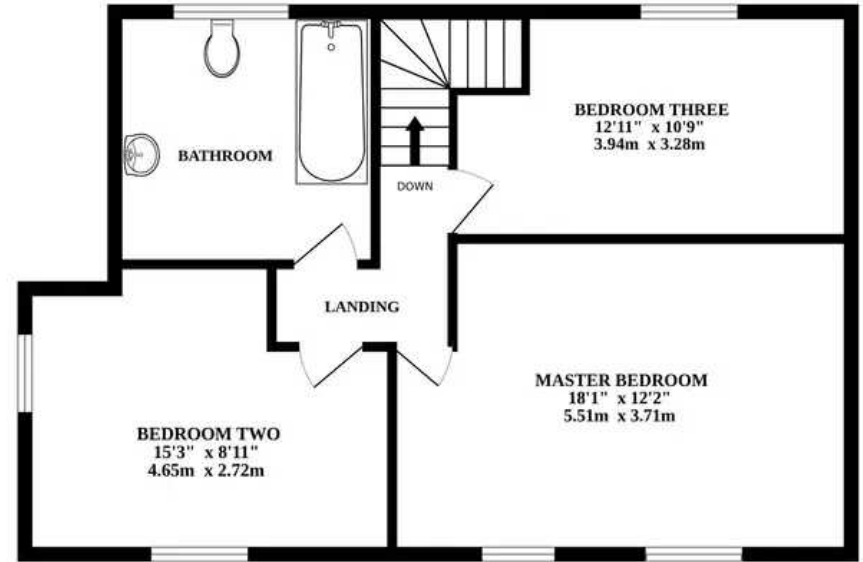 BATHROOM
DOWN
BEDROOM THREE
12'11" x 10'9"
3.94m x 3.28m
LANDING
MASTER BEDROOM
18'1" x 12'2"
5.51m x 3.71m
BEDROOM TWO
15'3" x 8'11"
4.65m x 2.72m